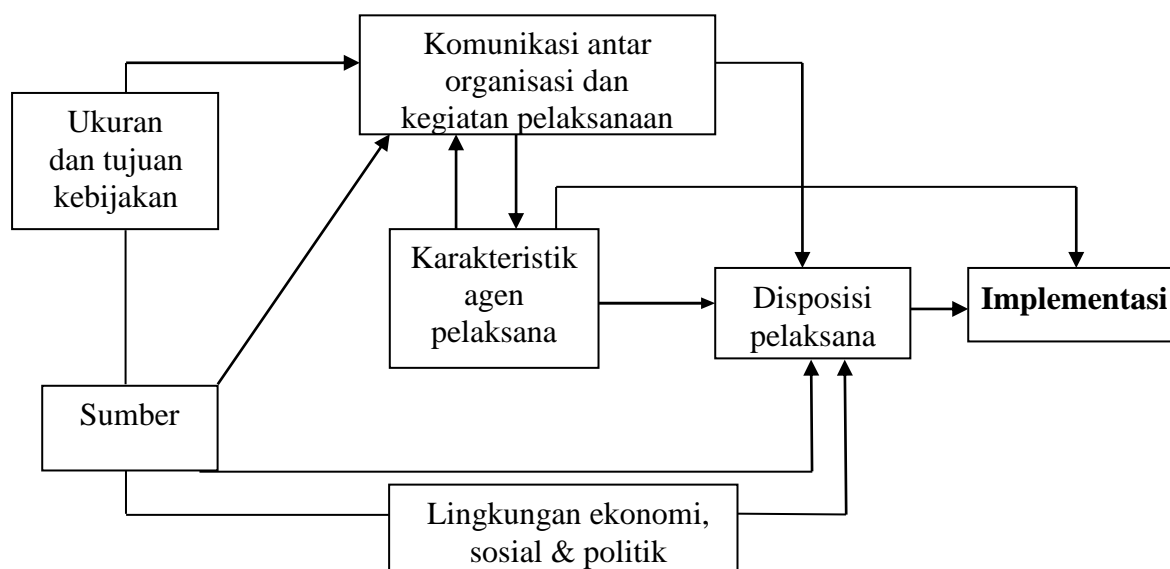 Komunikasi antar
organisasi dan
kegiatan pelaksanaan
Ukuran
dan tujuan
kebijakan
Karakteristik
agen
pelaksana
Disposisi
pelaksana
Implementasi
Sumber
Lingkungan ekonomi,
sosial & politik